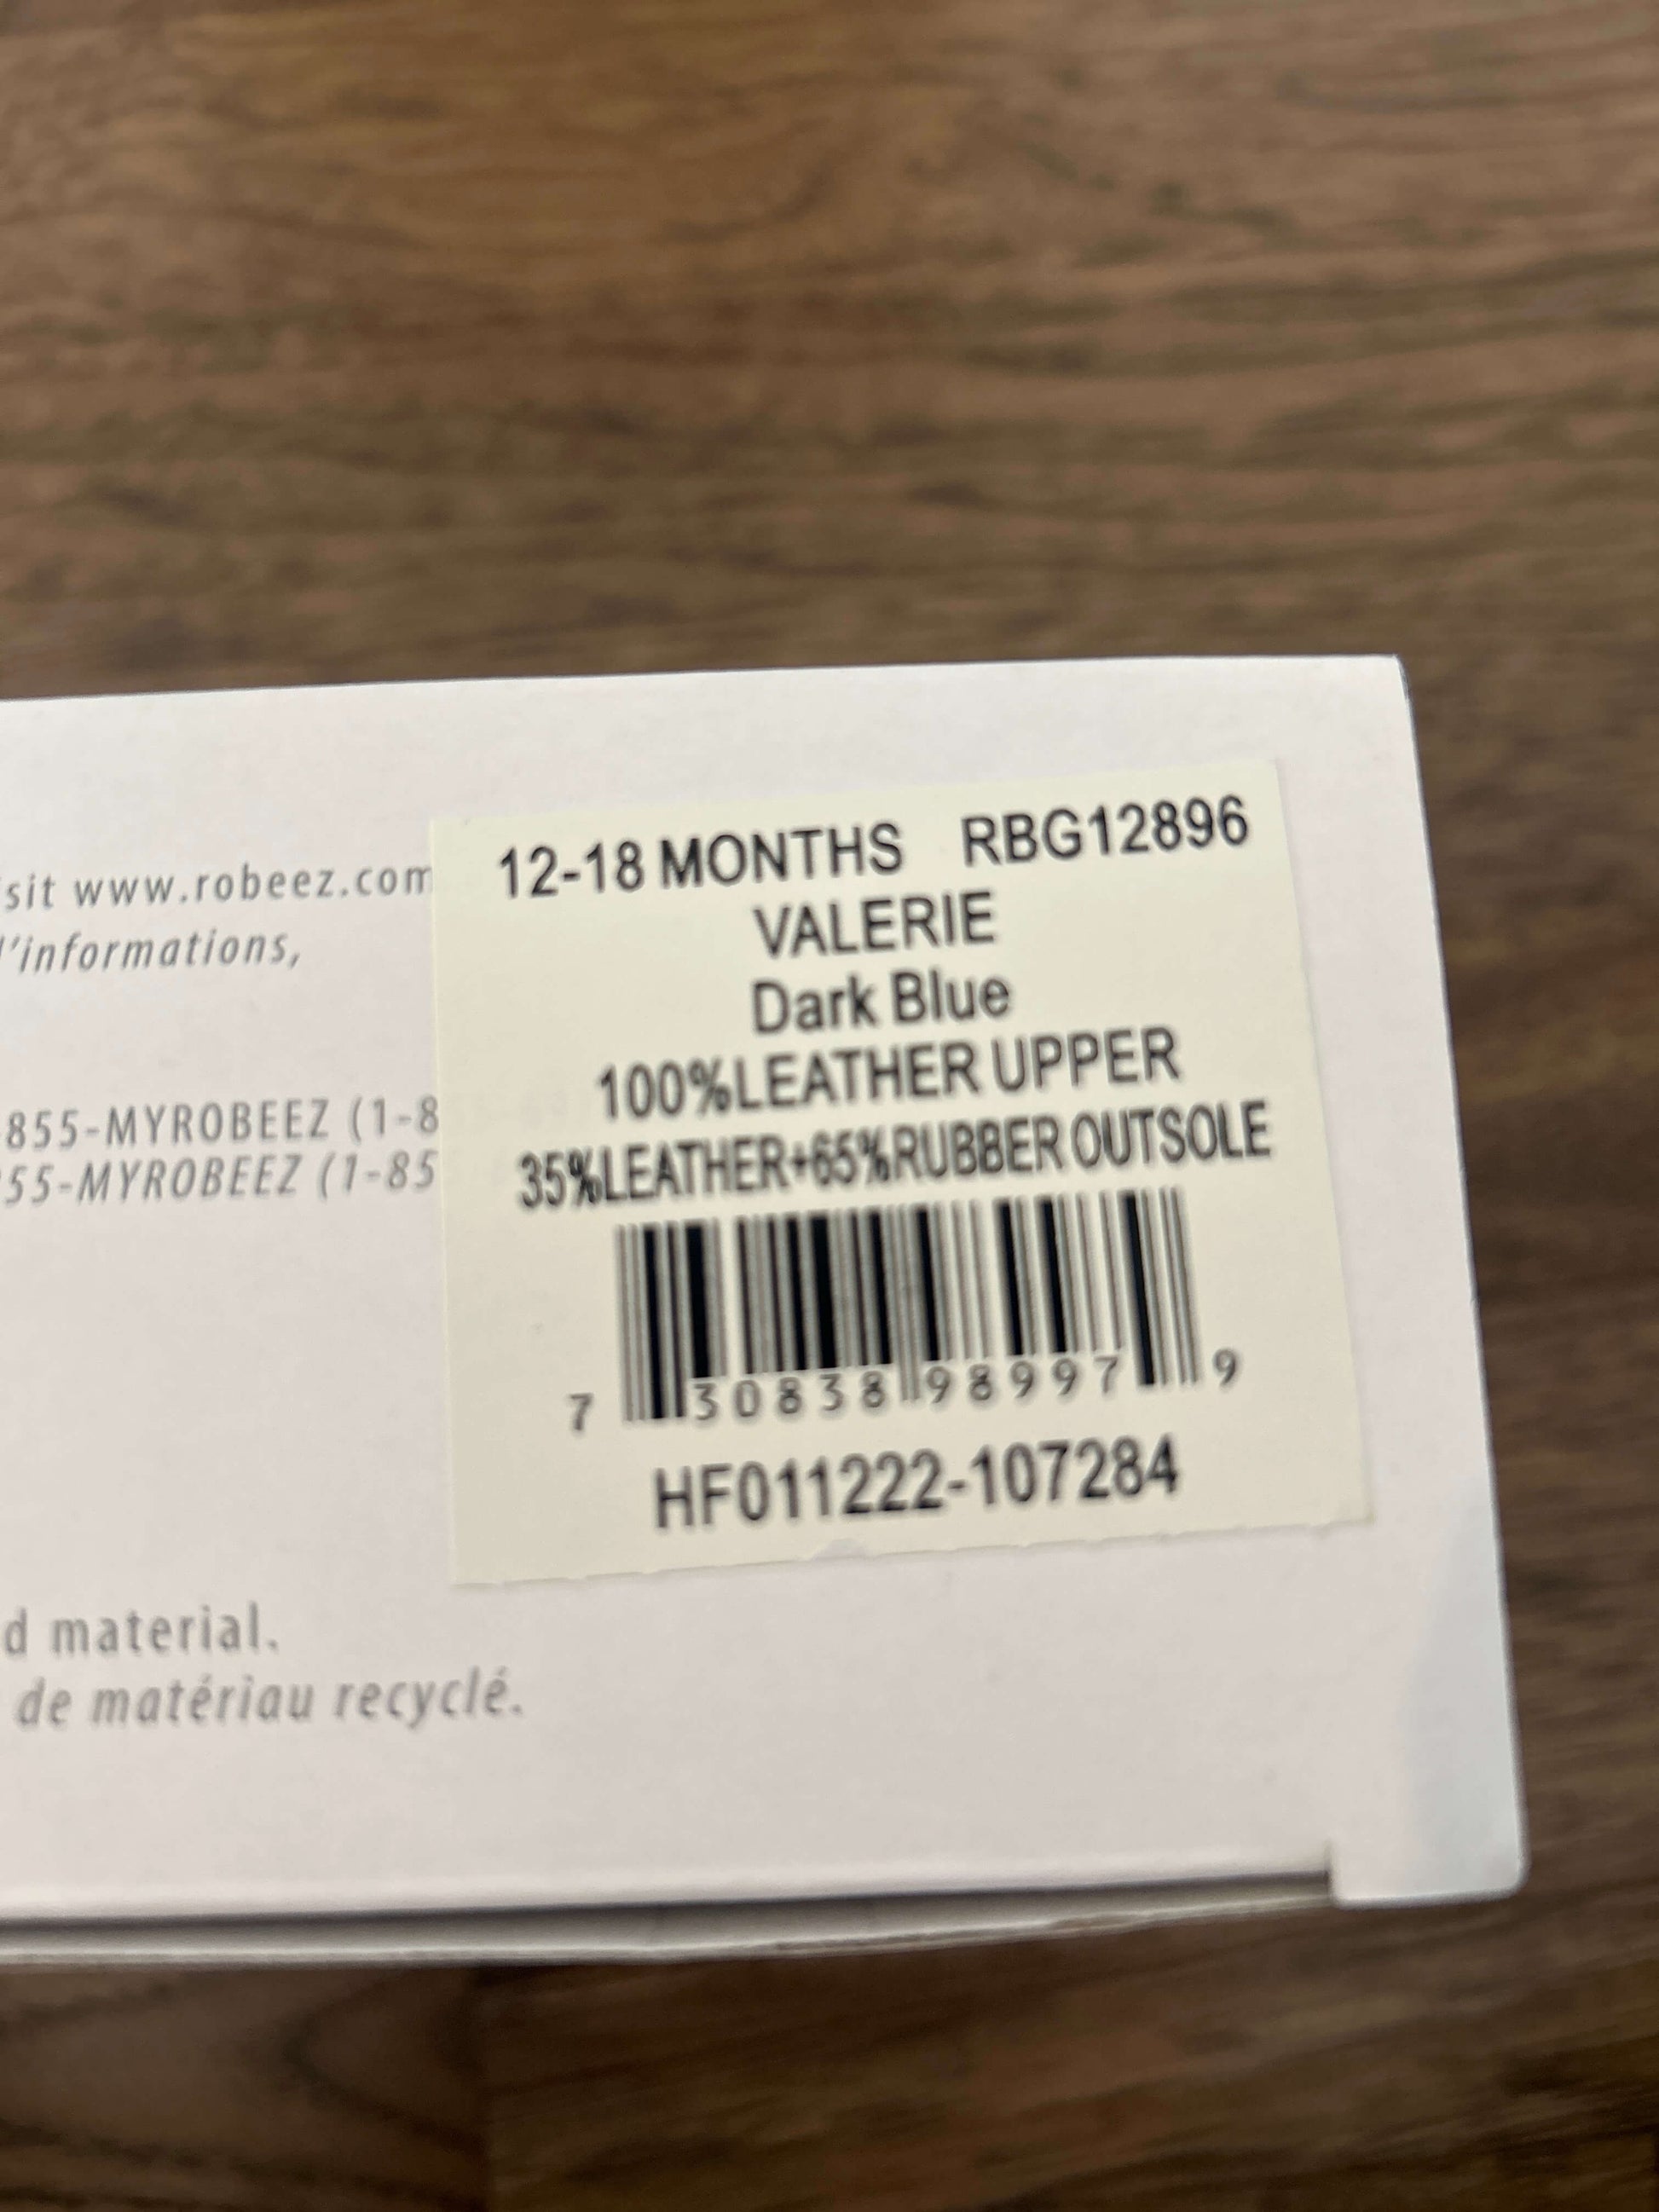 sit www.robeez.com
l'informations,
855-MYROBEEZ (1-8
55-MYROBEEZ (1-85
d material.
de matériau recyclé.
12-18 MONTHS RBG12896
VALERIE
Dark Blue
100%LEATHER UPPER
35%LEATHER+65%RUBBER OUTSOLE
7 30838 98997 9
HF011222-107284